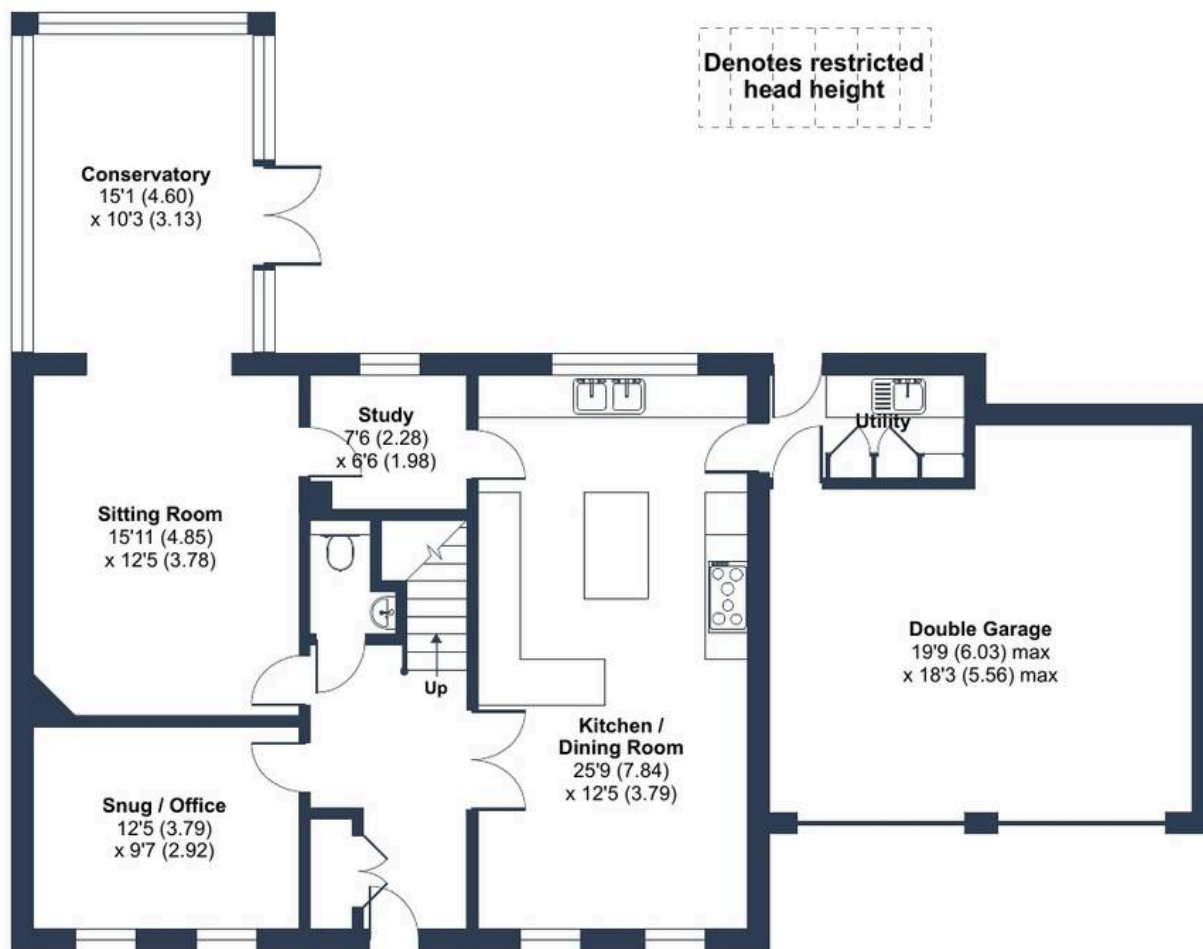 Denotes restricted
head height
Conservatory
15'1 (4.60)
x 10'3 (3.13)
Study
7'6 (2.28)
x 6'6 (1.98)
Utility
Sitting Room
15'11 (4.85)
x 12'5 (3.78)
Up
Double Garage
19'9 (6.03) max
x 18'3 (5.56) max
Kitchen /
Dining Room
25'9 (7.84)
x 12'5 (3.79)
Snug / Office
12'5 (3.79)
x 9'7 (2.92)